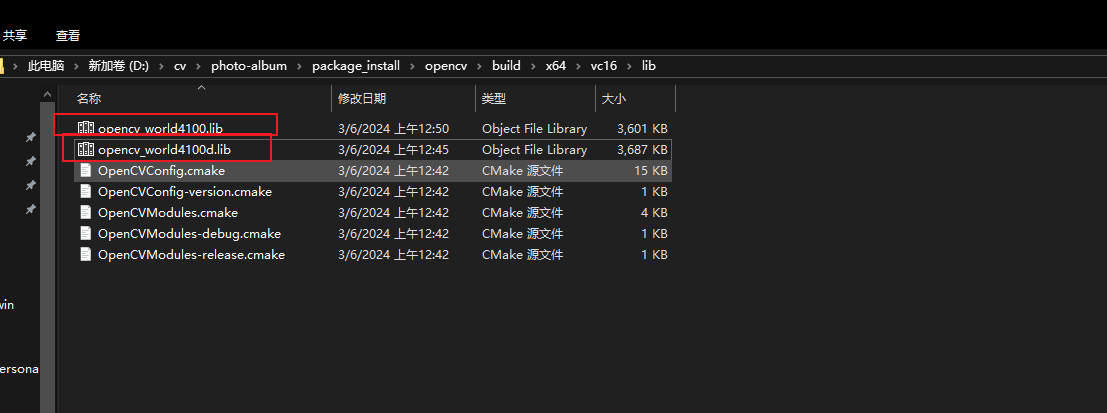 共享 查看
此电脑 > 新加卷 (D:) > cv > photo-album > package_install > opencv > build > x64 > vc16 > lib
名称 修改日期 类型 大小
opencv_world4100.lib 3/6/2024 上午12:50 Object File Library 3,601 KB
opencv_world4100d.lib 3/6/2024 上午12:45 Object File Library 3,687 KB
OpenCVConfig.cmake 3/6/2024 上午12:42 CMake 源文件 15 KB
OpenCVConfig-version.cmake 3/6/2024 上午12:42 CMake 源文件 1 KB
OpenCVModules.cmake 3/6/2024 上午12:42 CMake 源文件 4 KB
OpenCVModules-debug.cmake 3/6/2024 上午12:42 CMake 源文件 1 KB
OpenCVModules-release.cmake 3/6/2024 上午12:42 CMake 源文件 1 KB
win
ersona